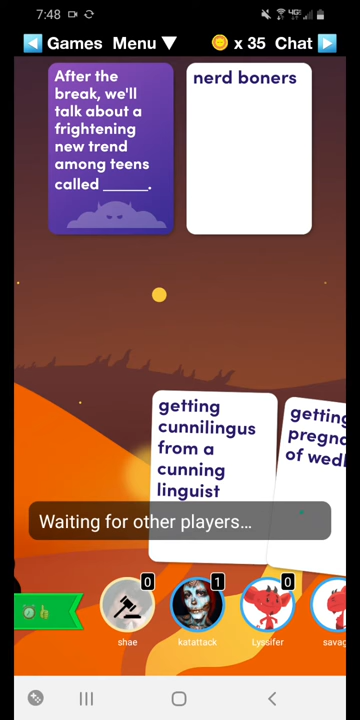 7:48
Games Menu ▼ x 35 Chat
After the
break, we'll
talk about a
frightening
new trend
among teens
called ______.
nerd boners
getting
cunnilingus
from a
cunning
linguist
getting
pregn
of wed
Waiting for other players...
0
1
0
shae
katattack
Lyssifer
savag